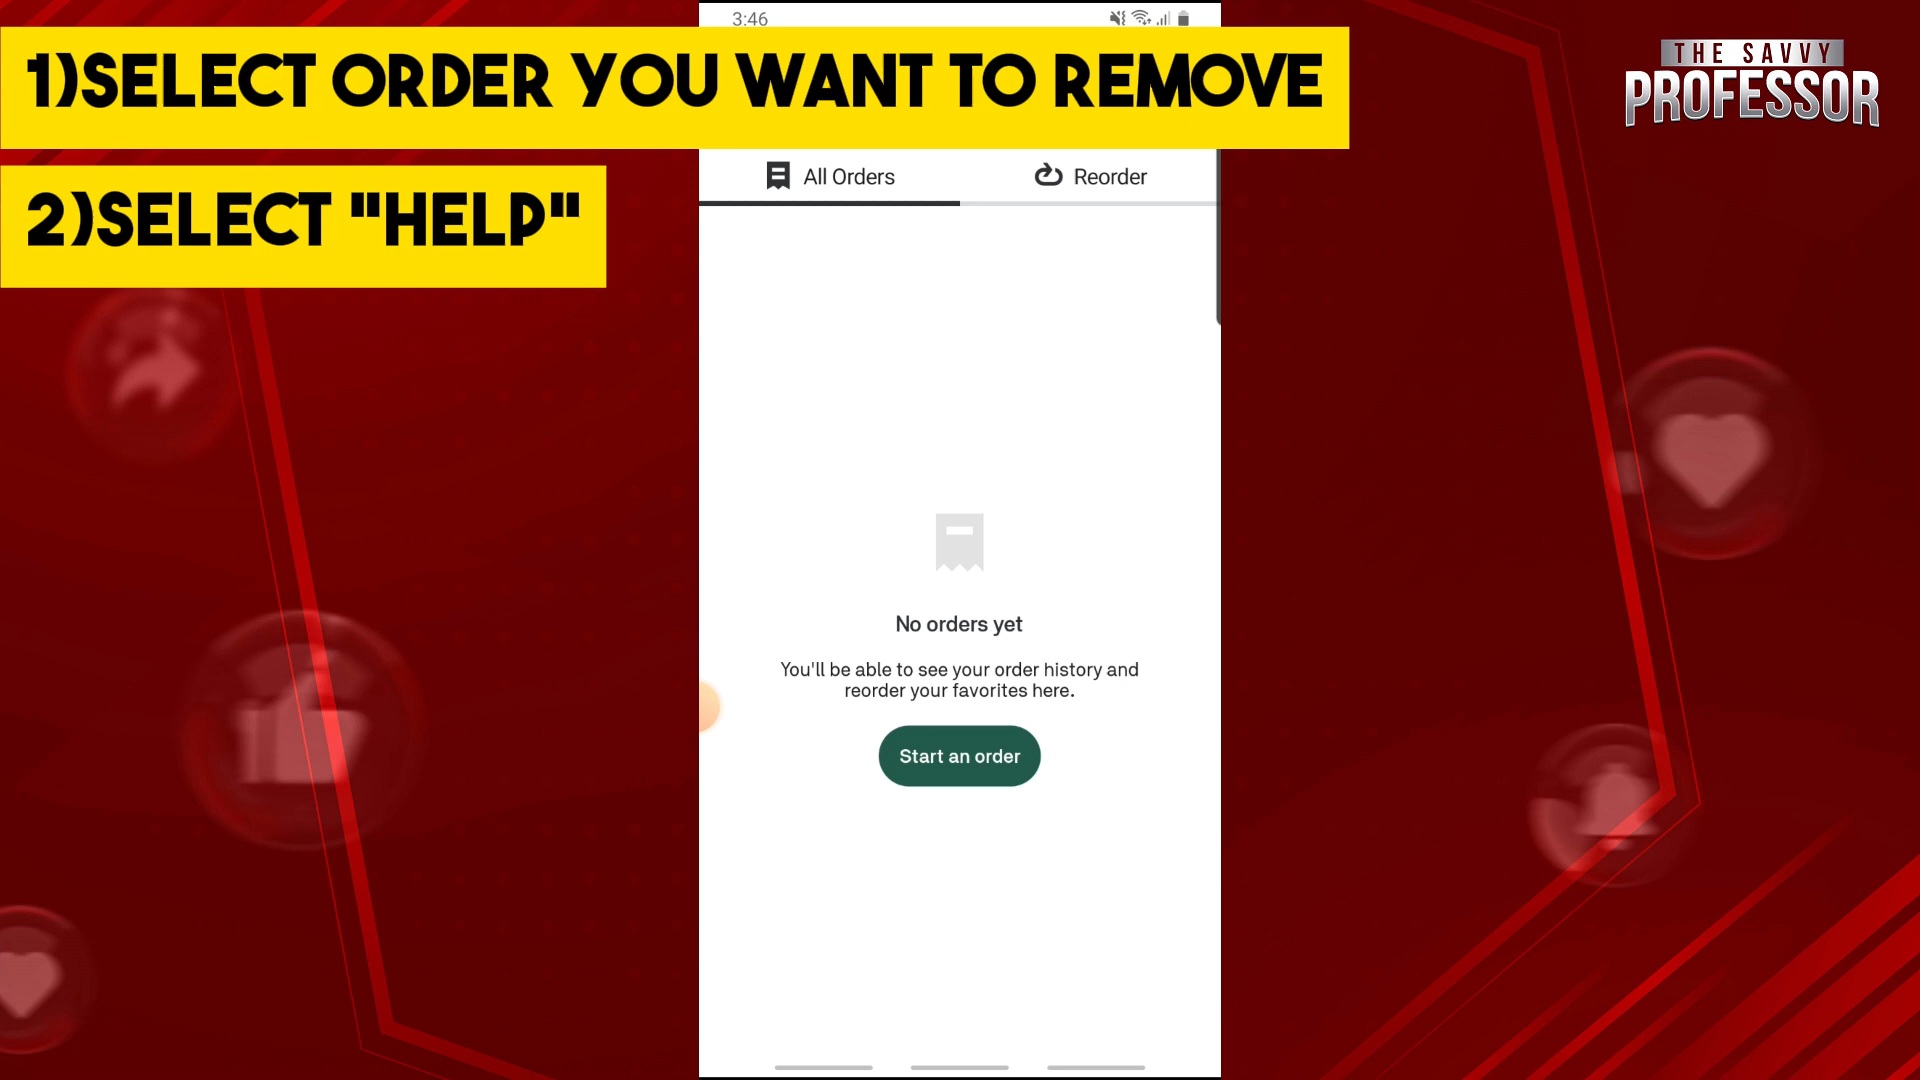 3:46
1)SELECT ORDER YOU WANT TO REMOVE
THE SAVVY
PROFESSOR
All Orders
Reorder
2)SELECT "HELP"
No orders yet
You'll be able to see your order history and
reorder your favorites here.
Start an order